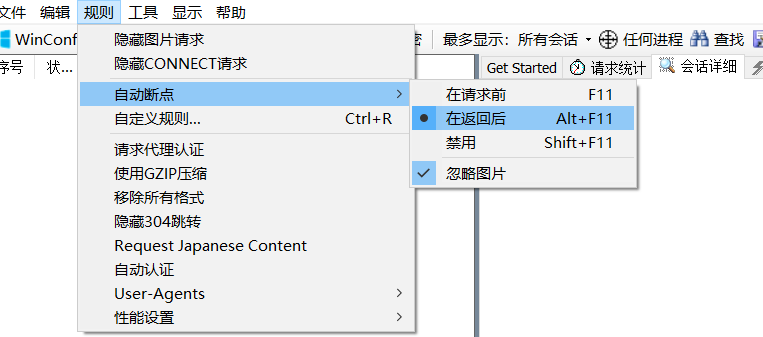 文件 编辑 规则 工具 显示 帮助
WinConf 密 最多显示: 所有会话 任何进程 查找
序号 状... Get Started 请求统计 会话详细
隐藏图片请求
隐藏CONNECT请求
自动断点
自定义规则... Ctrl+R
请求代理认证
使用GZIP压缩
移除所有格式
隐藏304跳转
Request Japanese Content
自动认证
User-Agents
性能设置
在请求前 F11
在返回后 Alt+F11
禁用 Shift+F11
忽略图片